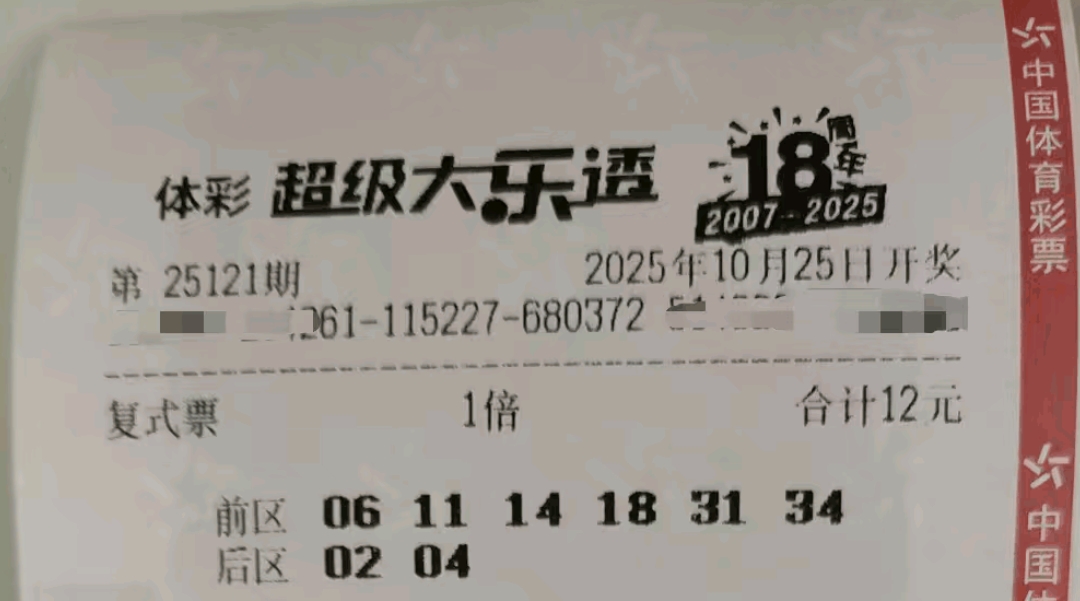 体彩 超级大乐透 18周年
2007-2025
第 25121期 2025年10月25日开奖
261-115227-680372
复式票 1倍 合计12元
前区 06 11 14 18 31 34
后区 02 04
中国体育彩票
中国体